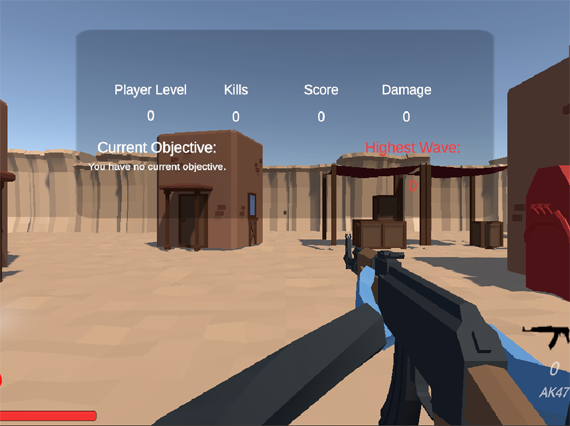 Player Level Kills Score Damage
0 0 0 0
Current Objective: Highest Wave:
You have no current objective.
0
0
AK47